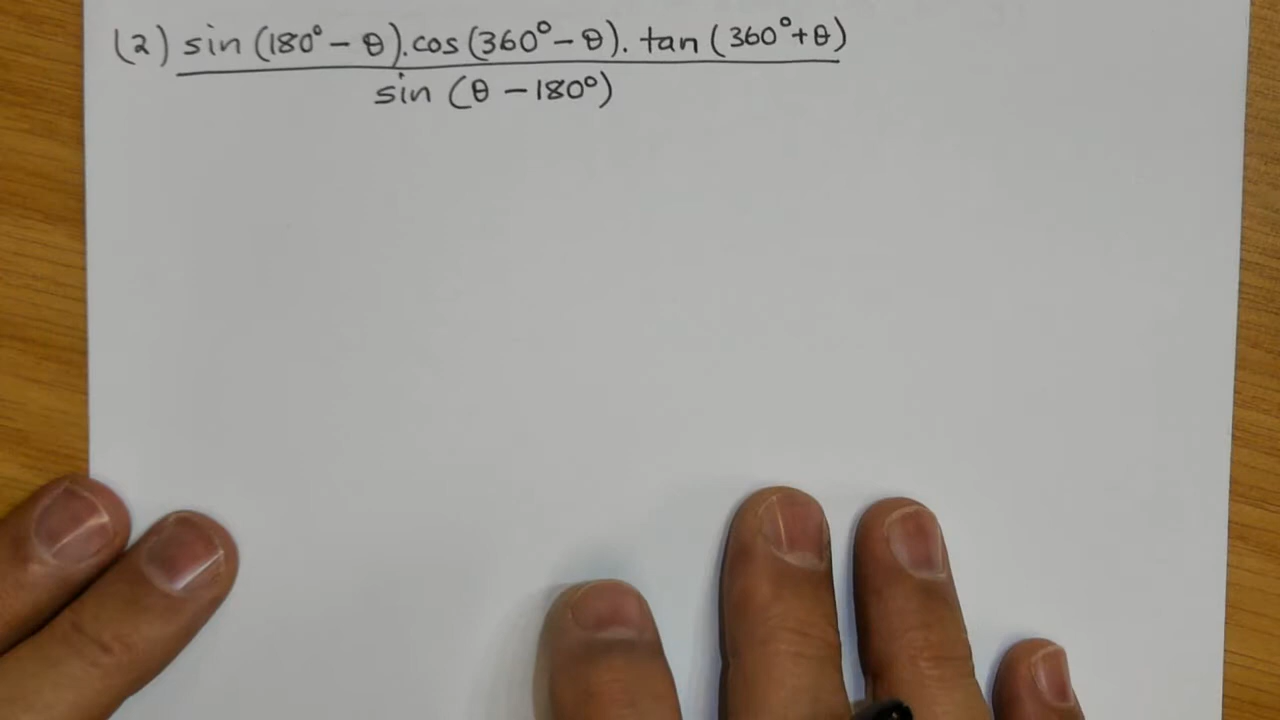 (2) sin (180° - θ).cos (360° - θ). tan (360° + θ)
sin (θ - 180°)